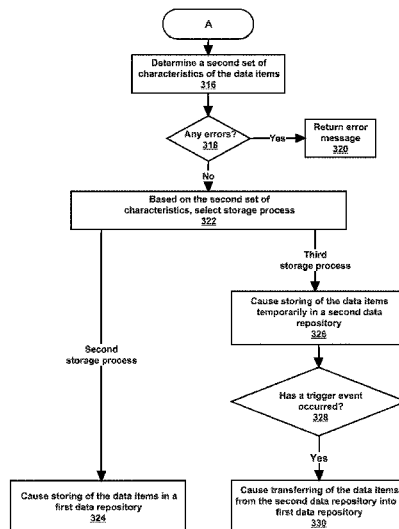 A
Determine a second set of
characteristics of the data items
316
Any errors?
318
Yes
Return error
message
320
No
Based on the second set of
characteristics, select storage process
322
Third
storage process
Cause storing of the data items
temporarily in a second data
repository
326
Second
storage process
Has a trigger event
occurred?
328
Yes
Cause storing of the data items in a
first data repository
324
Cause transferring of the data items
from the second data repository into
first data repository
330